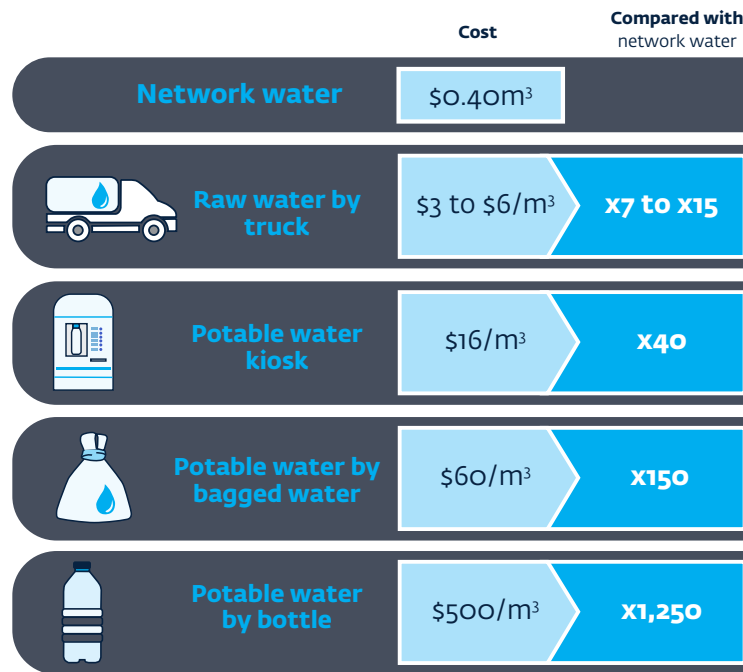 Cost
Compared with
network water
Network water
$0.40m³
Raw water by
truck
$3 to $6/m³
x7 to x15
Potable water
kiosk
$16/m³
x40
Potable water by
bagged water
$60/m³
x150
Potable water
by bottle
$500/m³
x1,250